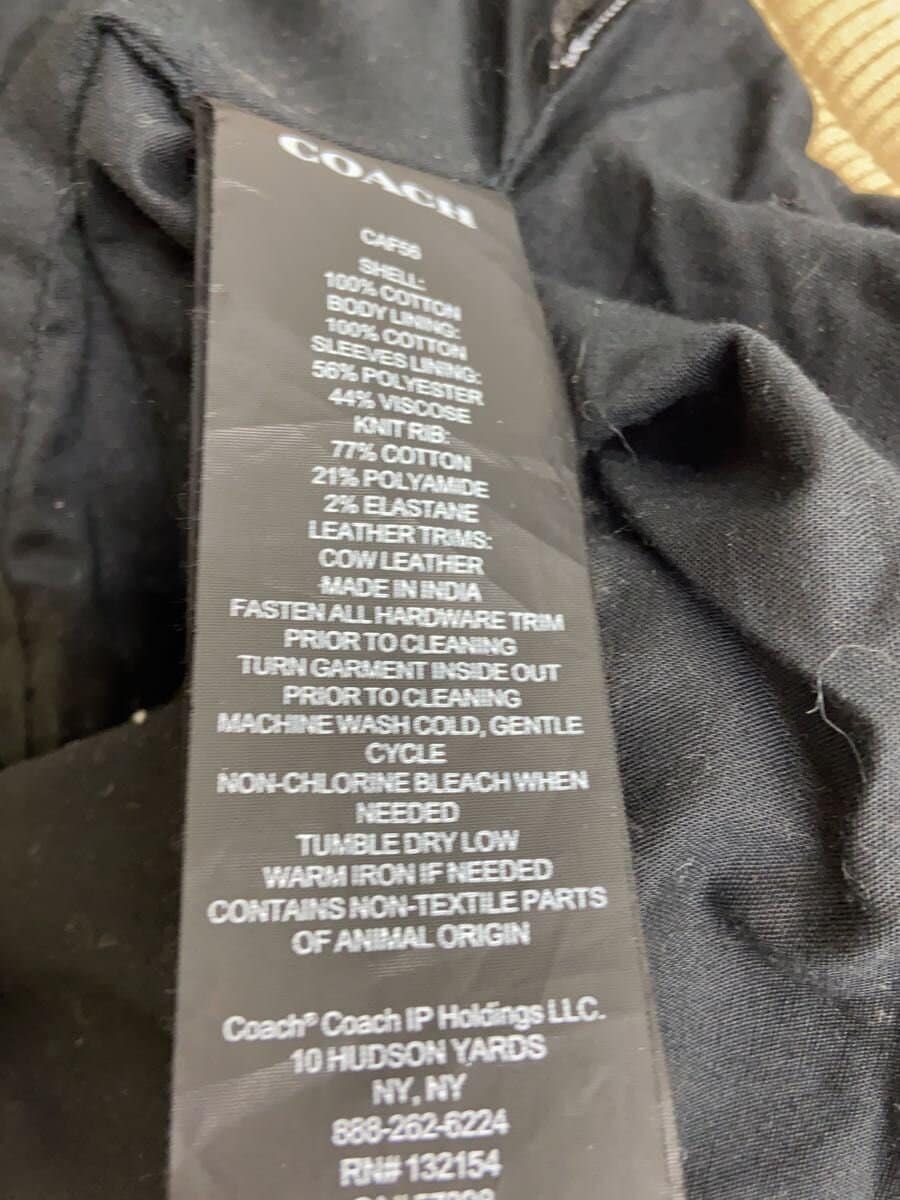 COACH
CAF56
SHELL:
100% COTTON
BODY LINING:
100% COTTON
SLEEVES LINING:
56% POLYESTER
44% VISCOSE
KNIT RIB:
77% COTTON
21% POLYAMIDE
2% ELASTANE
LEATHER TRIMS:
COW LEATHER
MADE IN INDIA
FASTEN ALL HARDWARE TRIM
PRIOR TO CLEANING
TURN GARMENT INSIDE OUT
PRIOR TO CLEANING
MACHINE WASH COLD, GENTLE
CYCLE
NON-CHLORINE BLEACH WHEN
NEEDED
TUMBLE DRY LOW
WARM IRON IF NEEDED
CONTAINS NON-TEXTILE PARTS
OF ANIMAL ORIGIN
Coach® Coach IP Holdings LLC.
10 HUDSON YARDS
NY, NY
888-262-6224
RN# 132154